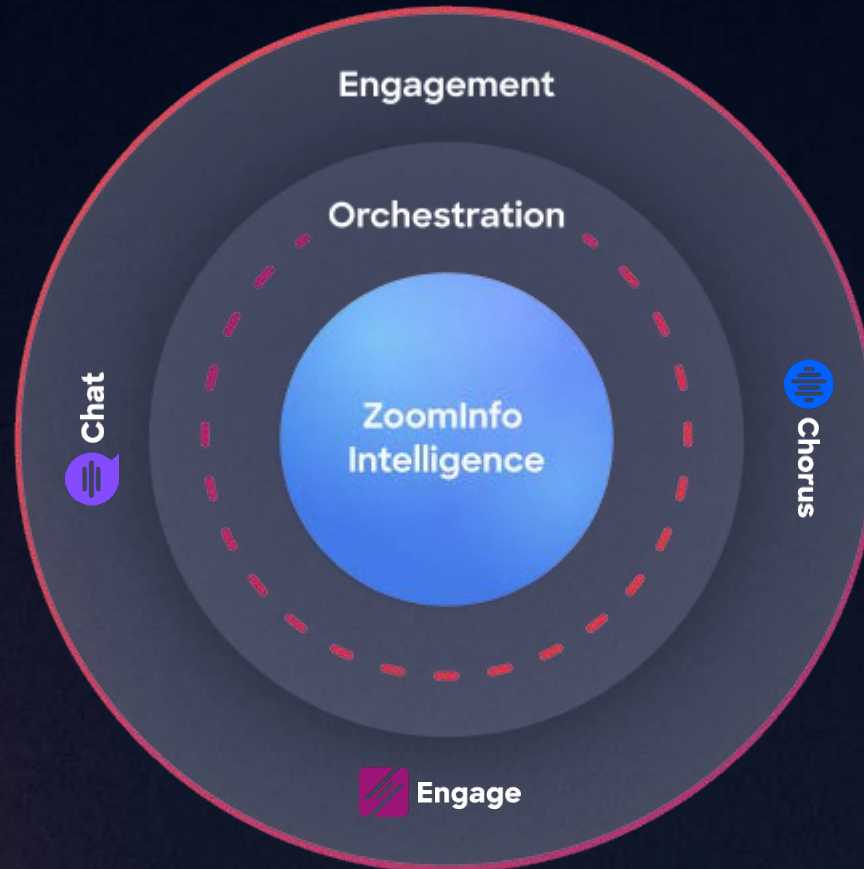 Engagement
Orchestration
Chat
ZoomInfo
Intelligence
Chorus
Engage